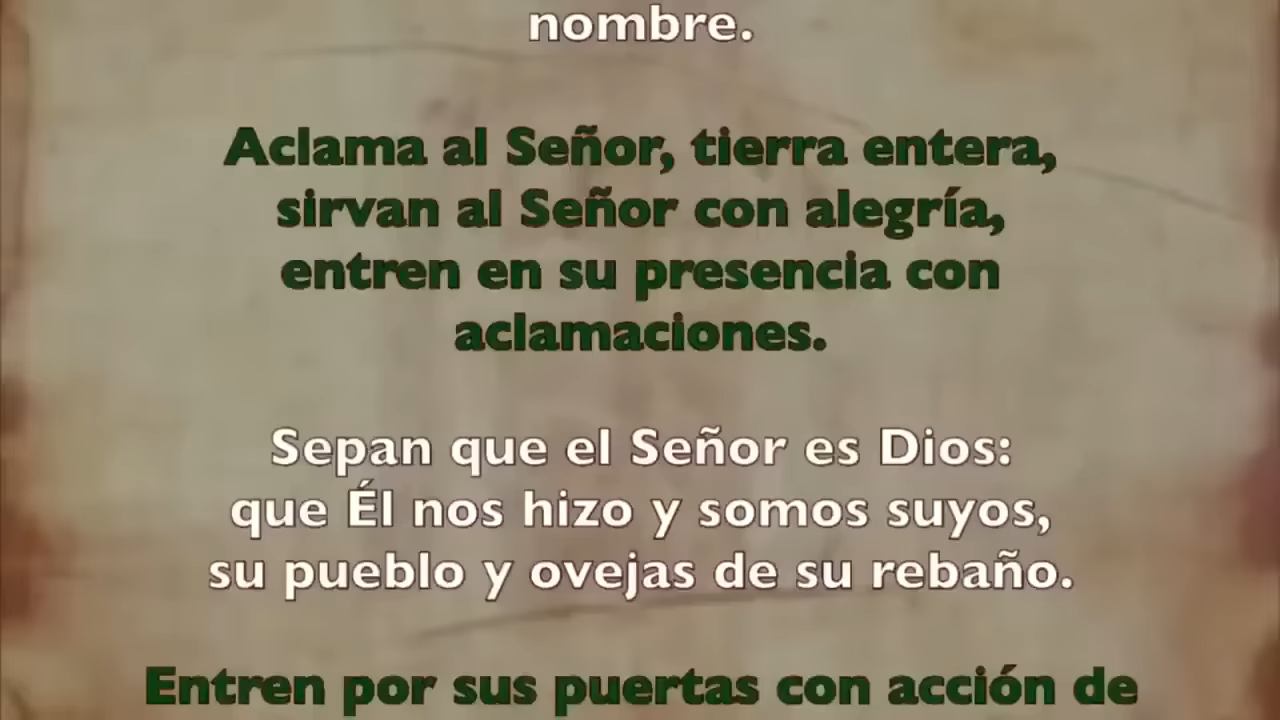 nombre.
Aclama al Señor, tierra entera,
sirvan al Señor con alegría,
entren en su presencia con
aclamaciones.
Sepan que el Señor es Dios:
que Él nos hizo y somos suyos,
su pueblo y ovejas de su rebaño.
Entren por sus puertas con acción de